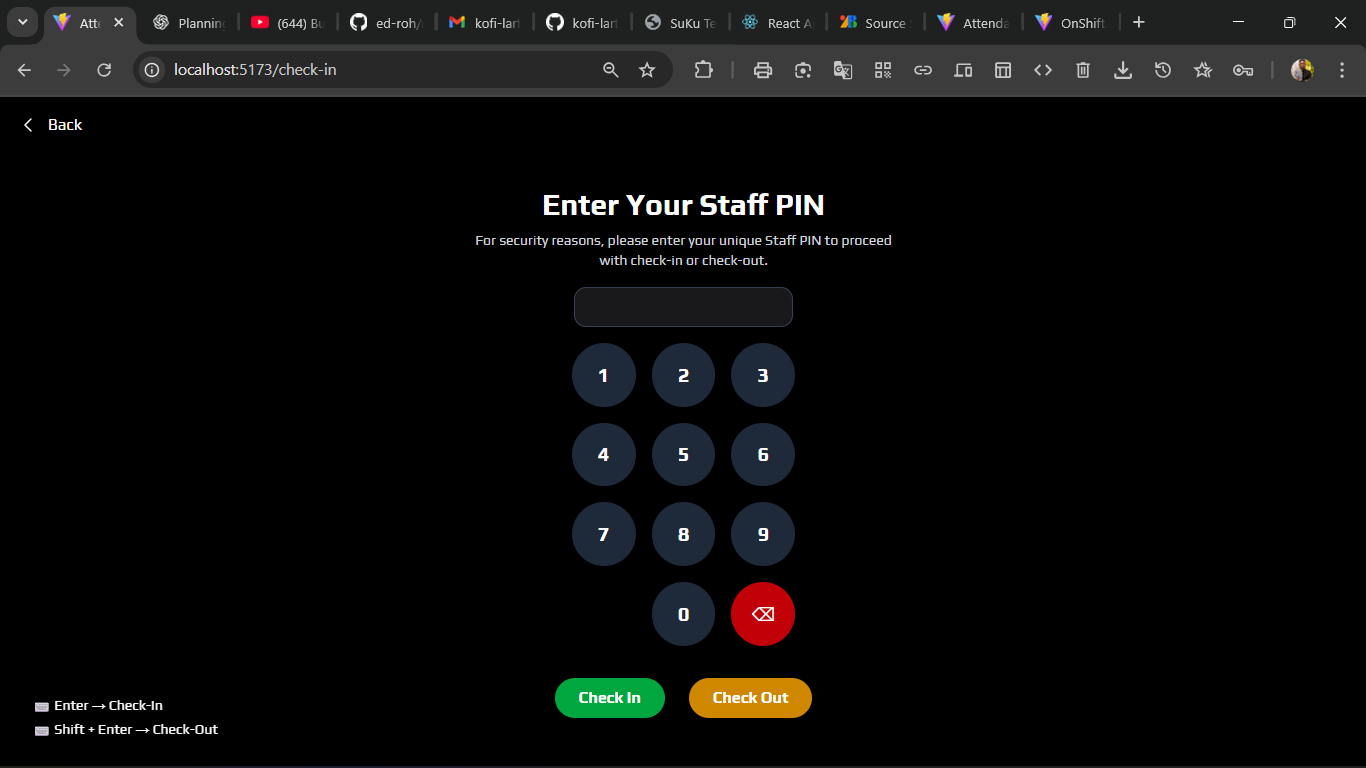 Atte
Planning
(644) Bu
ed-roh/
kofi-lart
kofi-lart
SuKu Te
React A
Source
Attenda
OnShift
localhost:5173/check-in
Back
Enter Your Staff PIN
For security reasons, please enter your unique Staff PIN to proceed
with check-in or check-out.
1 2 3
4 5 6
7 8 9
0 ⌫
Check In Check Out
Enter → Check-In
Shift + Enter → Check-Out